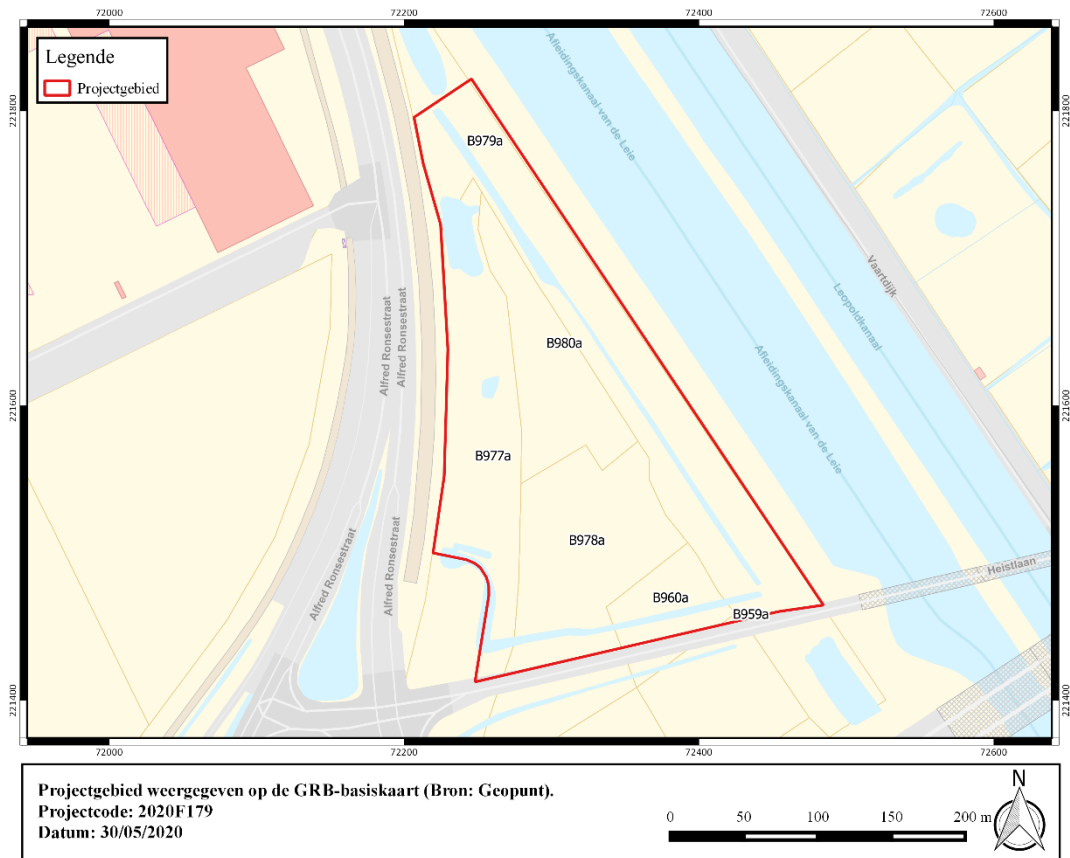 72000
72200
72400
72600
Legende
Projectgebied
221800
221800
B979a
Afleidingskanaal van de Leie
Vaartdijk
Leopoldkanaal
Alfred Ronsestraat
Alfred Ronsestraat
B980a
Afleidingskanaal van de Leie
221600
221600
B977a
B978a
Alfred Ronsestraat
Alfred Ronsestraat
Heistlaan
B960a
B959a
221400
221400
72000
72200
72400
72600
Projectgebied weergegeven op de GRB-basiskaart (Bron: Geopunt).
Projectcode: 2020F179
Datum: 30/05/2020
0 50 100 150 200 m
N